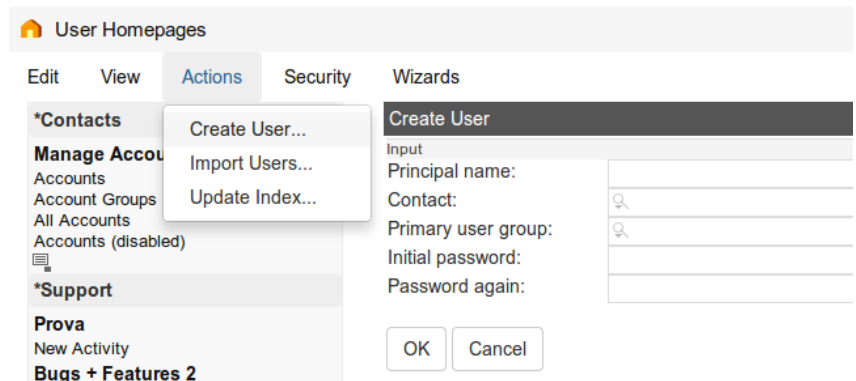 User Homepages
Edit View Actions Security Wizards
*Contacts
Manage Accou
Accounts
Account Groups
All Accounts
Accounts (disabled)
*Support
Prova
New Activity
Bugs + Features 2
Create User...
Import Users...
Update Index...
Create User
Input
Principal name:
Contact:
Primary user group:
Initial password:
Password again:
OK Cancel